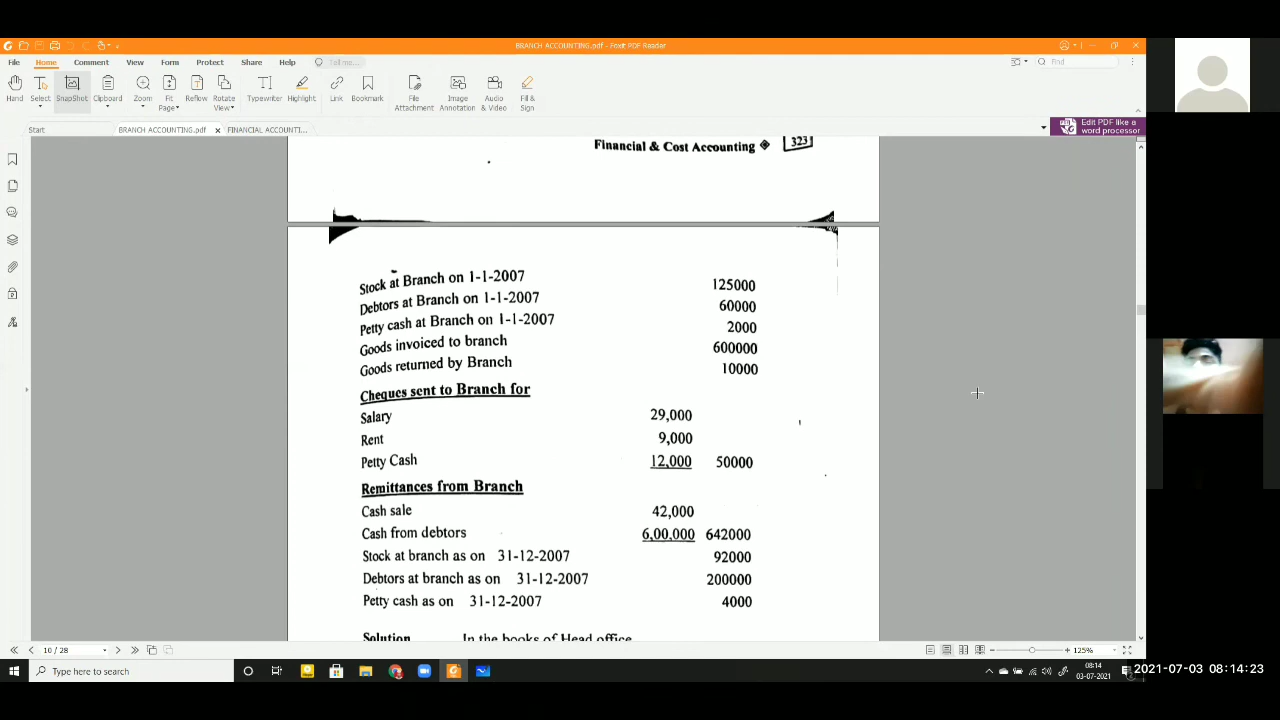 BRANCH ACCOUNTING.pdf - Foxit PDF Reader
File Home Comment View Form Protect Share Help Tell me... Find
Hand Select SnapShot Clipboard Zoom Fit Page Reflow Rotate View Typewriter Highlight Link Bookmark File Attachment Image Annotation Audio & Video Fill & Sign
Start BRANCH ACCOUNTING.pdf FINANCIAL ACCOUNTI... Edit PDF like a word processor
Financial & Cost Accounting 323
Stock at Branch on 1-1-2007 125000
Debtors at Branch on 1-1-2007 60000
Petty cash at Branch on 1-1-2007 2000
Goods invoiced to branch 600000
Goods returned by Branch 10000
Cheques sent to Branch for
Salary 29,000
Rent 9,000
Petty Cash 12,000 50000
Remittances from Branch
Cash sale 42,000
Cash from debtors 6,00,000 642000
Stock at branch as on 31-12-2007 92000
Debtors at branch as on 31-12-2007 200000
Petty cash as on 31-12-2007 4000
Solution In the books of Head office
10 / 28 125%
Type here to search 08:14
03-07-2021
2021-07-03 08:14:23